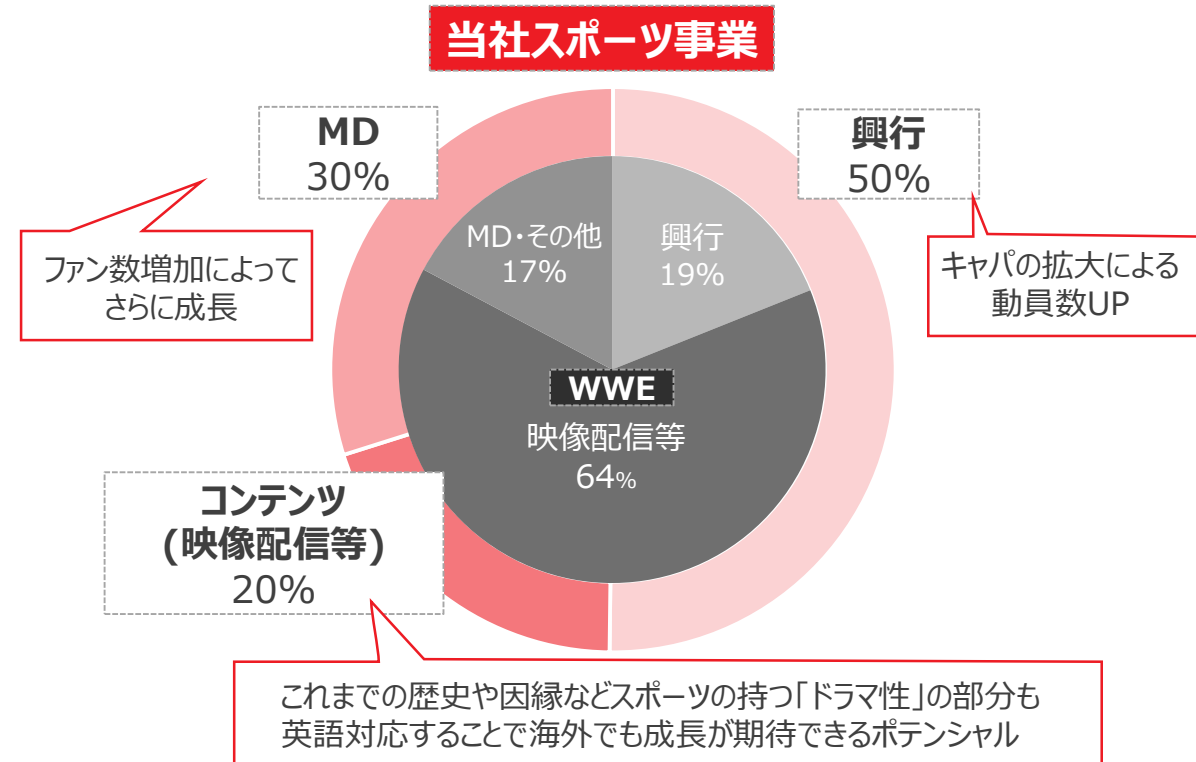 当社スポーツ事業
MD
30%
興行
50%
MD・その他
17%
興行
19%
ファン数増加によって
さらに成長
キャパの拡大による
動員数UP
WWE
映像配信等
64%
コンテンツ
(映像配信等)
20%
これまでの歴史や因縁などスポーツの持つ「ドラマ性」の部分も
英語対応することで海外でも成長が期待できるポテンシャル